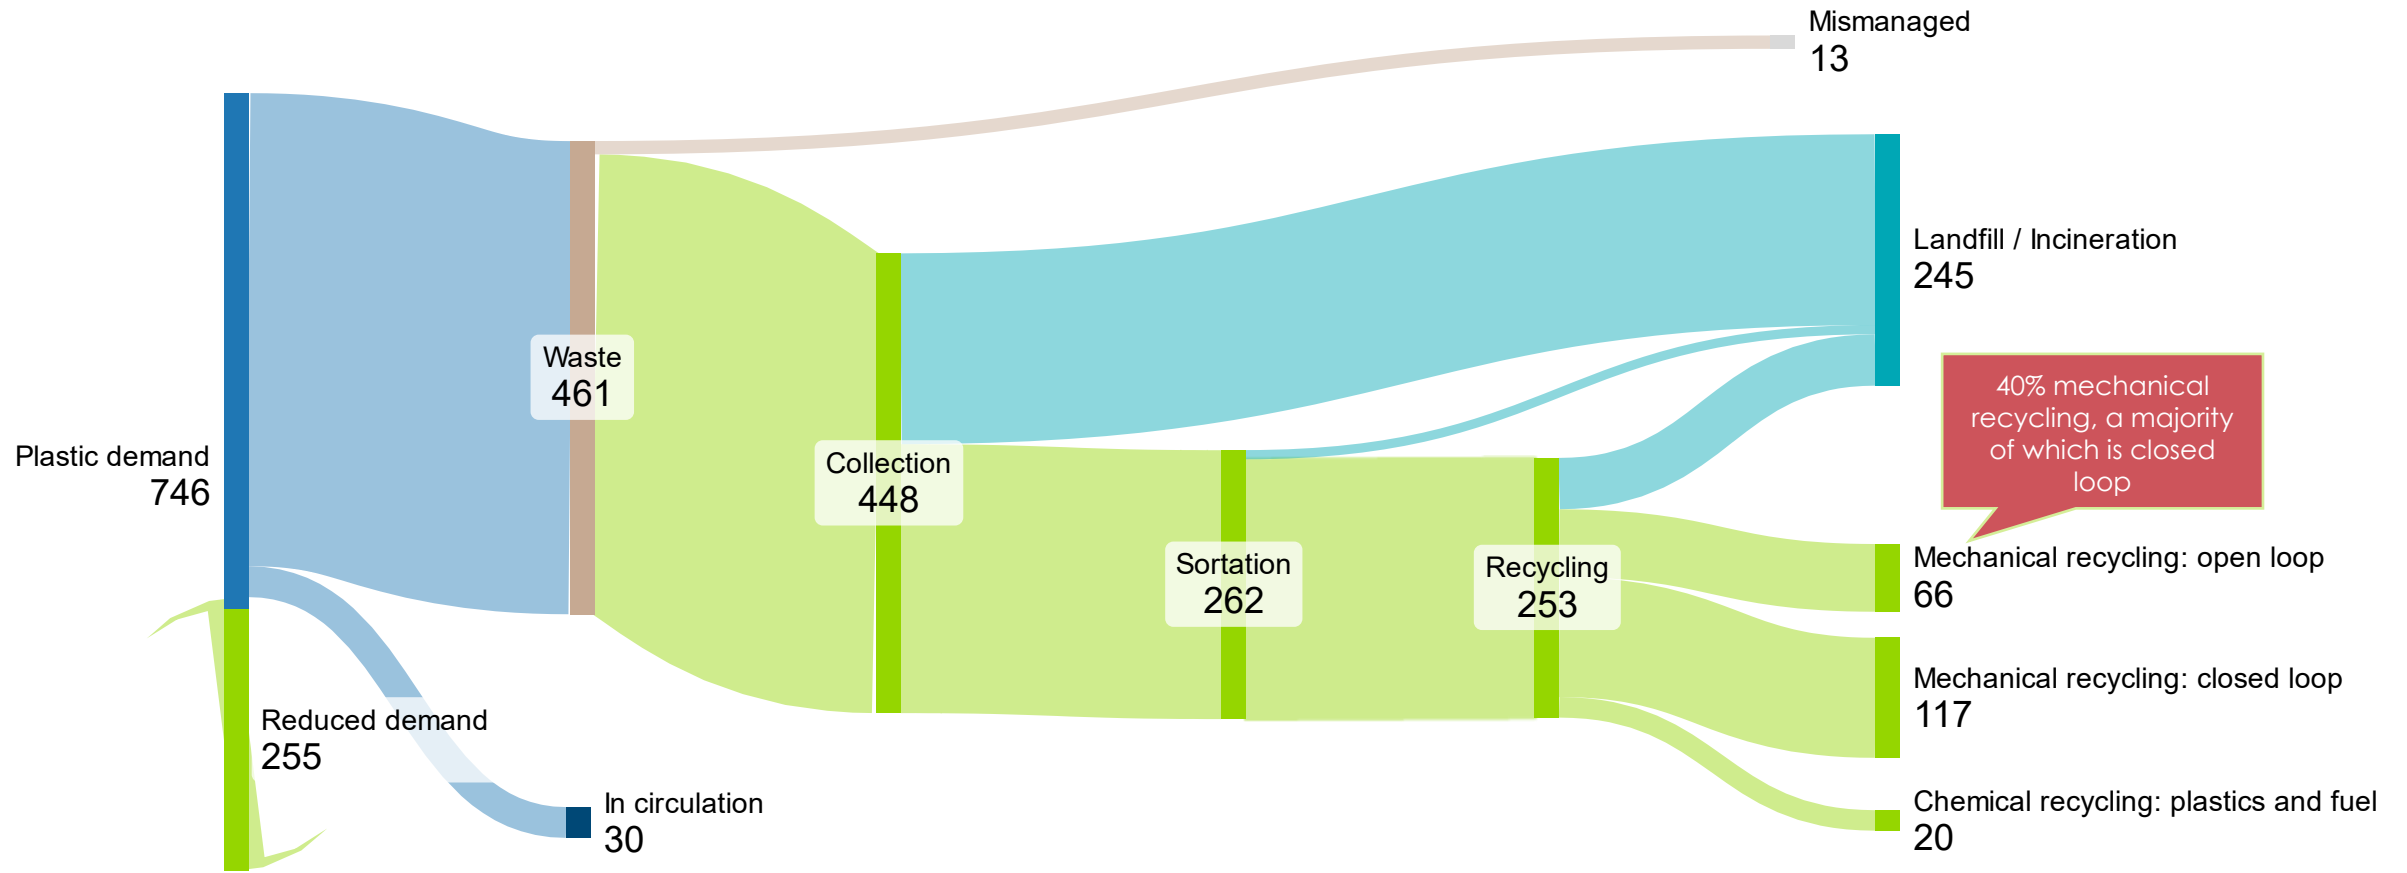 Mismanaged
13
Landfill / Incineration
245
Waste
461
40% mechanical
recycling, a majority
of which is closed
loop
Plastic demand
746
Collection
448
Sortation
262
Recycling
253
Mechanical recycling: open loop
66
Mechanical recycling: closed loop
117
Reduced demand
255
In circulation
30
Chemical recycling: plastics and fuel
20